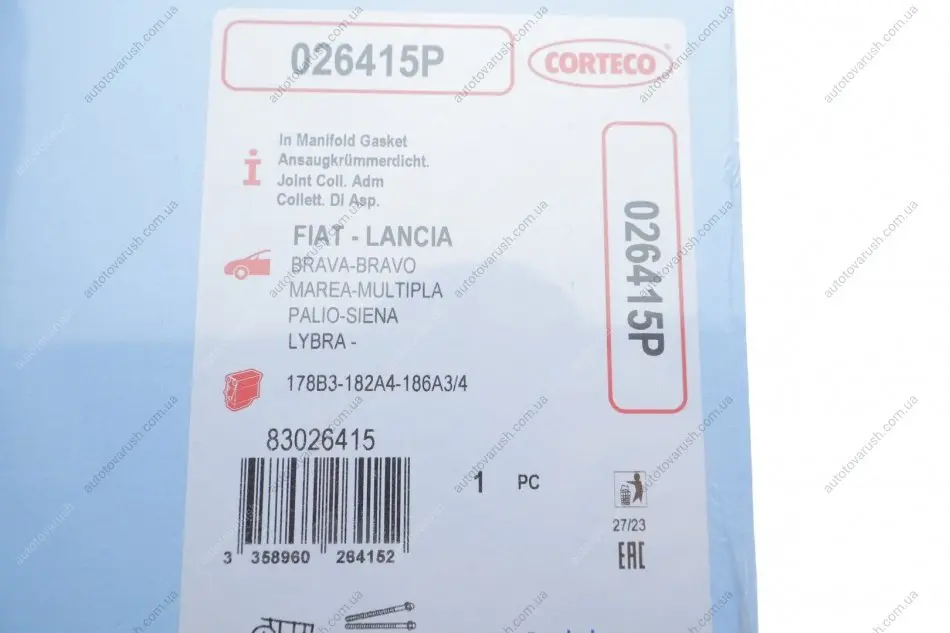 026415P
CORTECO
In Manifold Gasket
Ansaugkrümmerdicht.
Joint Coll. Adm
Collett. Di Asp.
FIAT - LANCIA
BRAVA-BRAVO
MAREA-MULTIPLA
PALIO-SIENA
LYBRA -
178B3-182A4-186A3/4
026415P
83026415
1 PC
3 358960 264152
27/23
EAC
autotovarush.com.ua